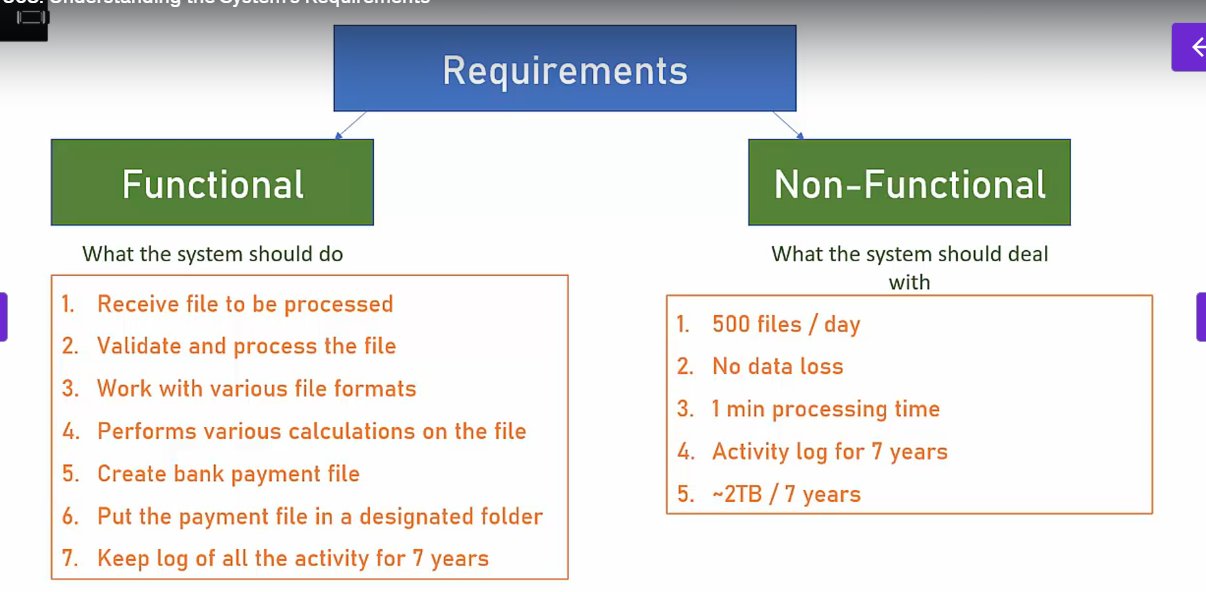 Understanding the System's Requirements
Requirements
Functional
Non-Functional
What the system should do
What the system should deal
with
1. Receive file to be processed
2. Validate and process the file
3. Work with various file formats
4. Performs various calculations on the file
5. Create bank payment file
6. Put the payment file in a designated folder
7. Keep log of all the activity for 7 years
1. 500 files / day
2. No data loss
3. 1 min processing time
4. Activity log for 7 years
5. ~2TB / 7 years